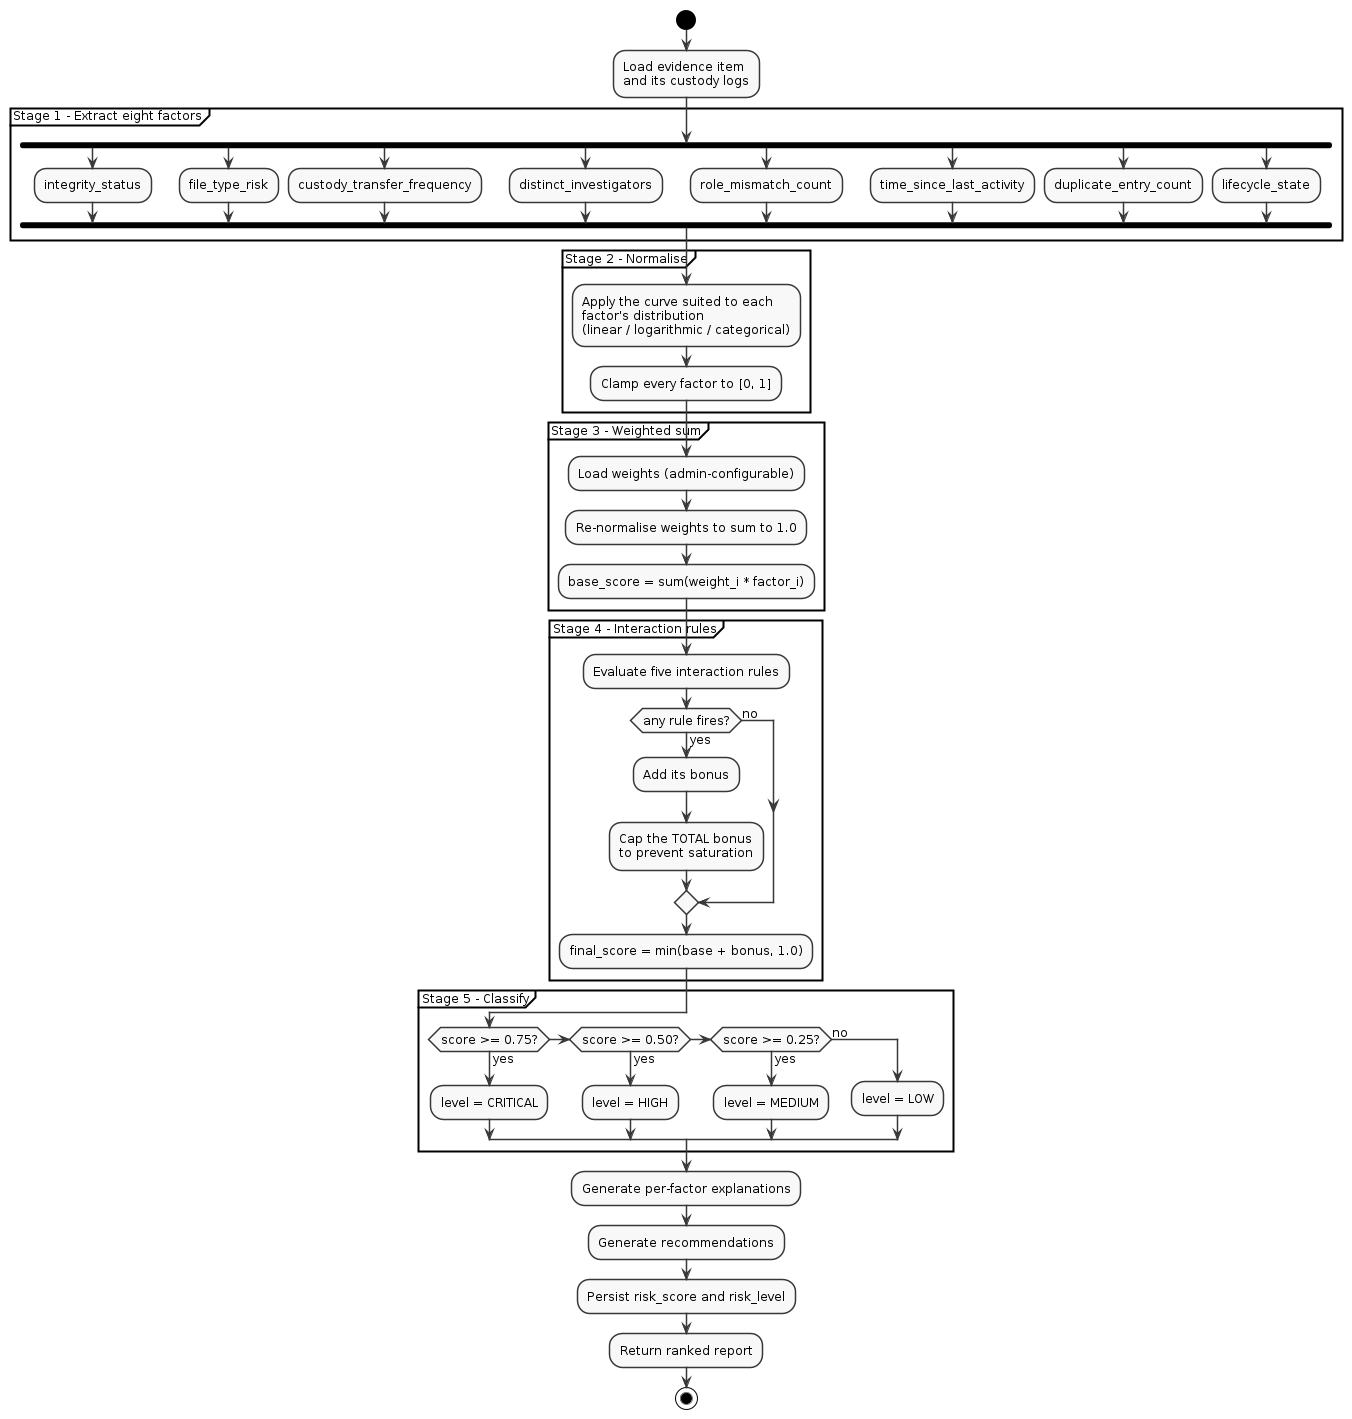 Load evidence item
and its custody logs
Stage 1 - Extract eight factors
integrity_status
file_type_risk
custody_transfer_frequency
distinct_investigators
role_mismatch_count
time_since_last_activity
duplicate_entry_count
lifecycle_state
Stage 2 - Normalise
Apply the curve suited to each
factor's distribution
(linear / logarithmic / categorical)
Clamp every factor to [0, 1]
Stage 3 - Weighted sum
Load weights (admin-configurable)
Re-normalise weights to sum to 1.0
base_score = sum(weight_i * factor_i)
Stage 4 - Interaction rules
Evaluate five interaction rules
any rule fires?
no
yes
Add its bonus
Cap the TOTAL bonus
to prevent saturation
final_score = min(base + bonus, 1.0)
Stage 5 - Classify
score >= 0.75?
score >= 0.50?
score >= 0.25?
no
yes
yes
yes
level = CRITICAL
level = HIGH
level = MEDIUM
level = LOW
Generate per-factor explanations
Generate recommendations
Persist risk_score and risk_level
Return ranked report